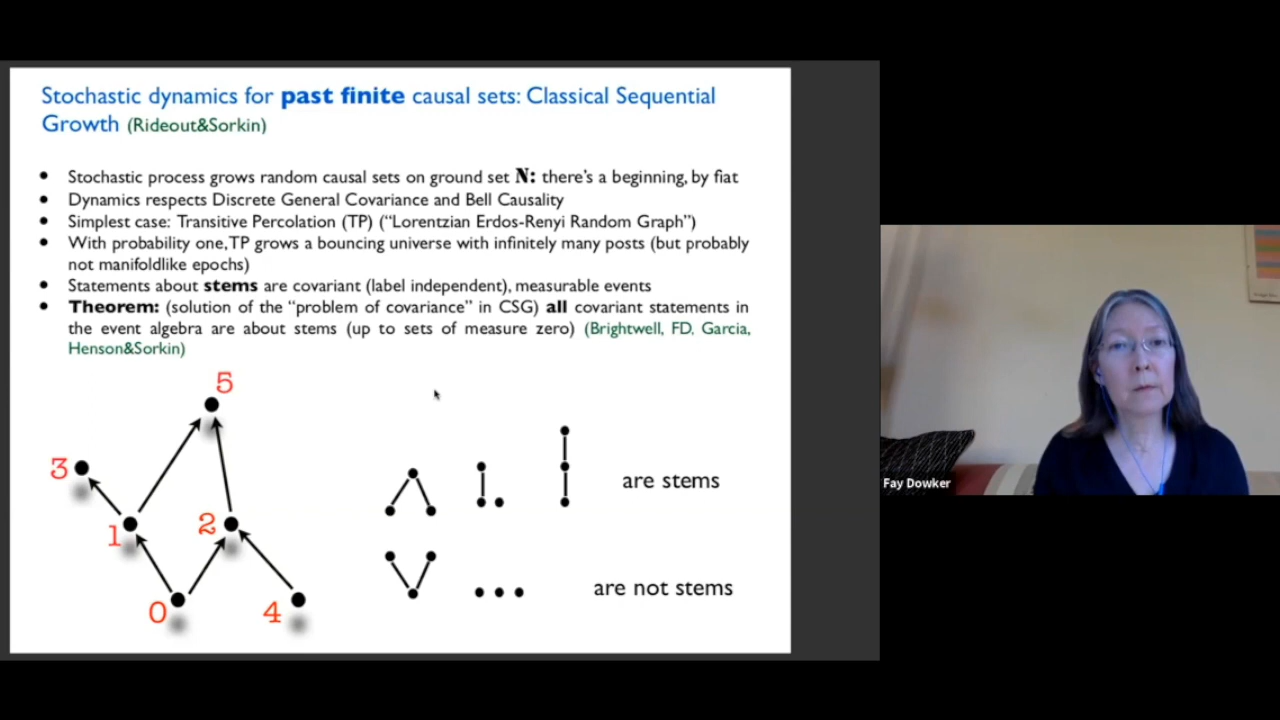 Stochastic dynamics for past finite causal sets: Classical Sequential
Growth (Rideout&Sorkin)
• Stochastic process grows random causal sets on ground set N: there's a beginning, by fiat
• Dynamics respects Discrete General Covariance and Bell Causality
• Simplest case: Transitive Percolation (TP) ("Lorentzian Erdos-Renyi Random Graph")
• With probability one, TP grows a bouncing universe with infinitely many posts (but probably
not manifoldlike epochs)
• Statements about stems are covariant (label independent), measurable events
• Theorem: (solution of the "problem of covariance" in CSG) all covariant statements in
the event algebra are about stems (up to sets of measure zero) (Brightwell, FD, Garcia,
Henson&Sorkin)
5
3
1
2
0
4
are stems
are not stems
Fay Dowker